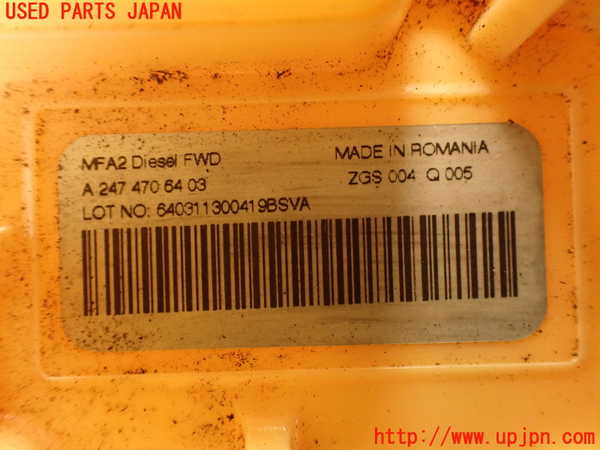 USED PARTS JAPAN
MFA2 Diesel FWD
MADE IN ROMANIA
A 247 470 64 03
ZGS 004 Q 005
LOT NO: 640311300419BSVA
http://www.upjpn.com/